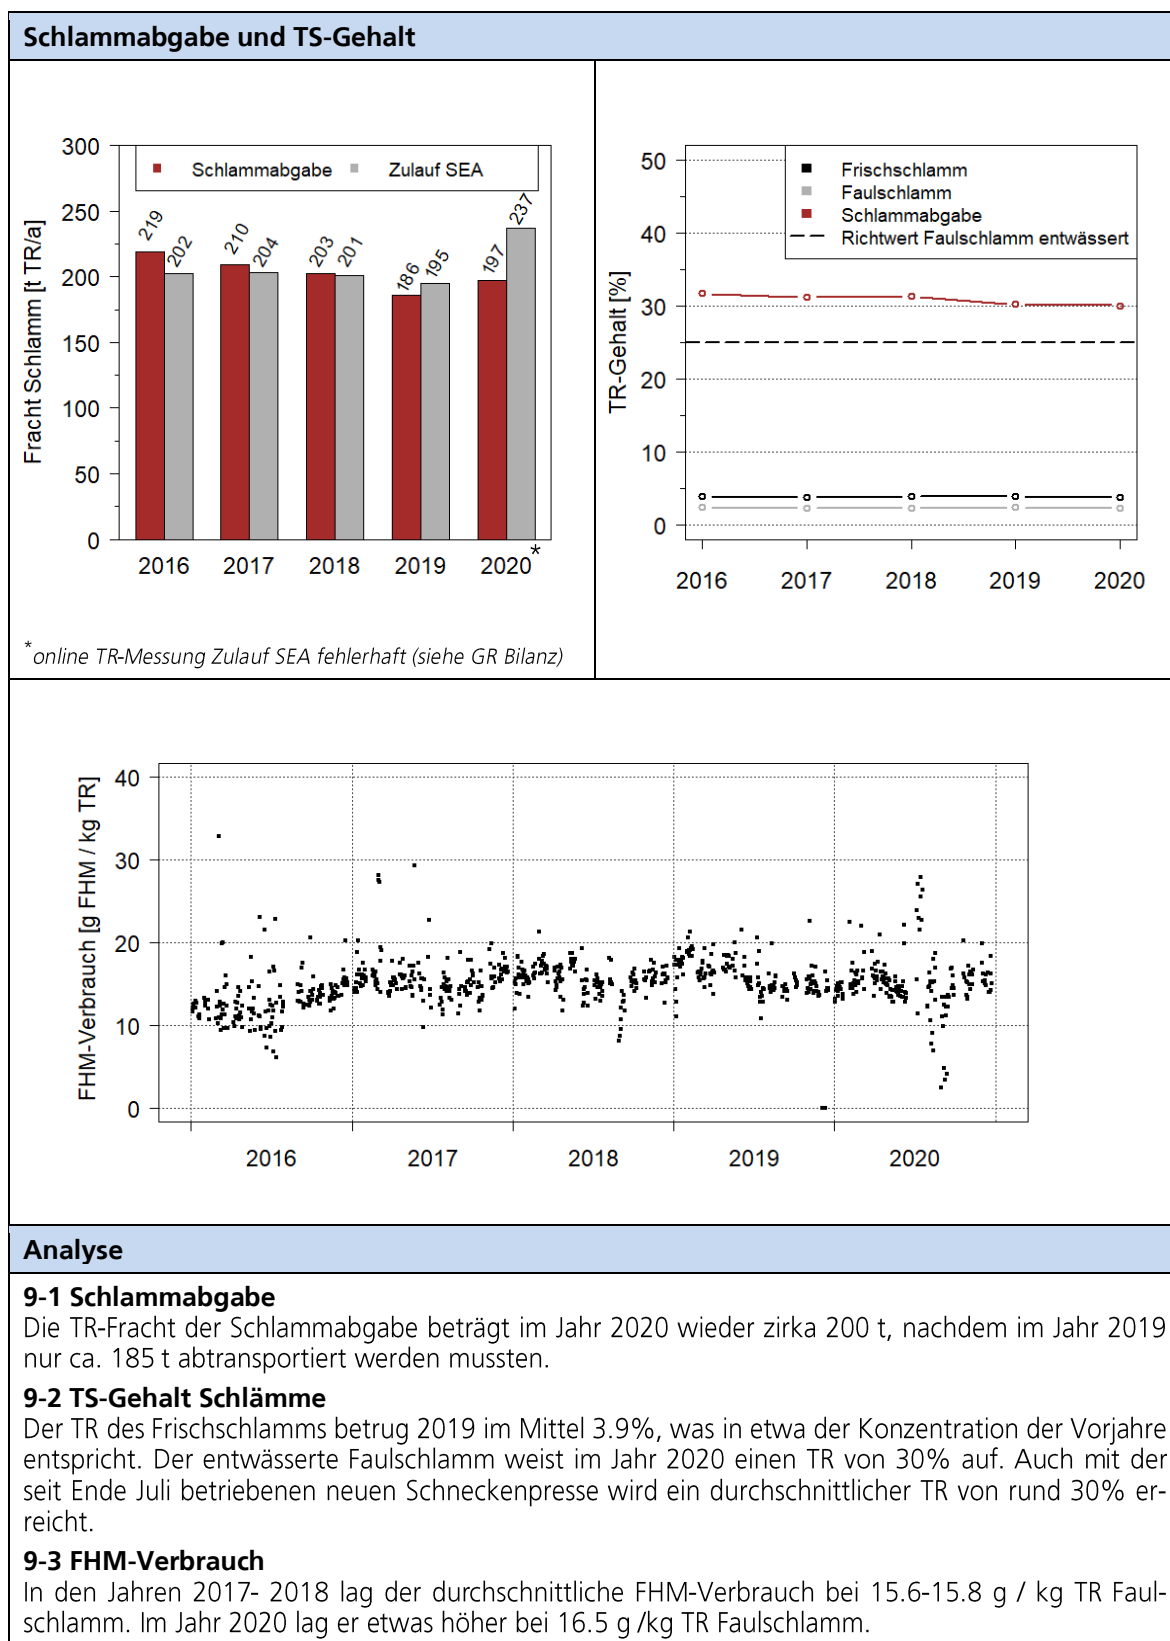 Schlammabgabe und TS-Gehalt
Fracht Schlamm [t TR/a]
300
250
200
150
100
50
0
Schlammabgabe
Zulauf SEA
219
202
210
204
203
201
186
195
197
237
2016
2017
2018
2019
2020*
*online TR-Messung Zulauf SEA fehlerhaft (siehe GR Bilanz)
TR-Gehalt [%]
50
40
30
20
10
0
Frischschlamm
Faulschlamm
Schlammabgabe
Richtwert Faulschlamm entwässert
2016
2017
2018
2019
2020
FHM-Verbrauch [g FHM / kg TR]
40
30
20
10
0
2016
2017
2018
2019
2020
Analyse
9-1 Schlammabgabe
Die TR-Fracht der Schlammabgabe beträgt im Jahr 2020 wieder zirka 200 t, nachdem im Jahr 2019
nur ca. 185 t abtransportiert werden mussten.
9-2 TS-Gehalt Schlämme
Der TR des Frischschlamms betrug 2019 im Mittel 3.9%, was in etwa der Konzentration der Vorjahre
entspricht. Der entwässerte Faulschlamm weist im Jahr 2020 einen TR von 30% auf. Auch mit der
seit Ende Juli betriebenen neuen Schneckenpresse wird ein durchschnittlicher TR von rund 30% er-
reicht.
9-3 FHM-Verbrauch
In den Jahren 2017- 2018 lag der durchschnittliche FHM-Verbrauch bei 15.6-15.8 g / kg TR Faul-
schlamm. Im Jahr 2020 lag er etwas höher bei 16.5 g /kg TR Faulschlamm.